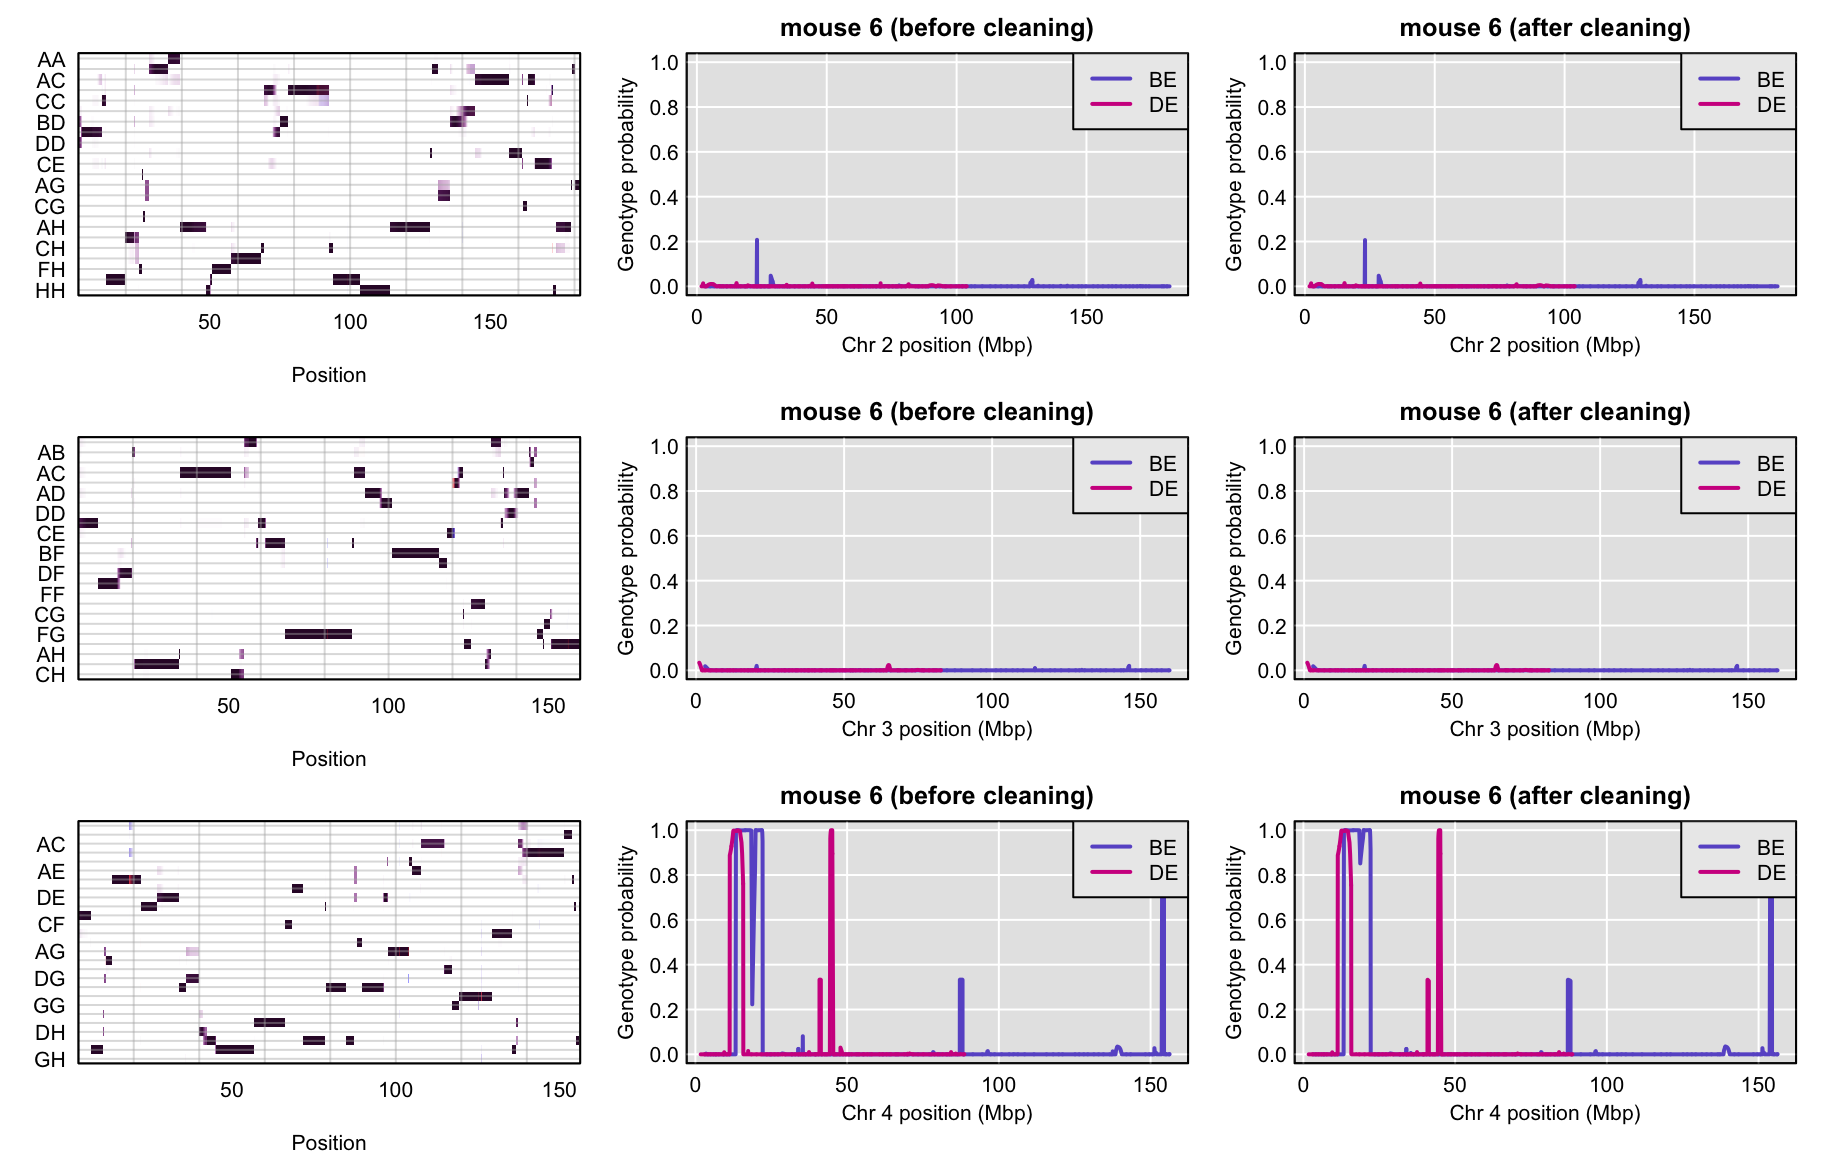 AA
AC
CC
BD
DD
CE
AG
CG
AH
CH
FH
HH
50 100 150
Position
mouse 6 (before cleaning)
Genotype probability
1.0
0.8
0.6
0.4
0.2
0.0
BE
DE
0 50 100 150
Chr 2 position (Mbp)
mouse 6 (after cleaning)
Genotype probability
1.0
0.8
0.6
0.4
0.2
0.0
BE
DE
0 50 100 150
Chr 2 position (Mbp)
AB
AC
AD
DD
CE
BF
DF
FF
CG
FG
AH
CH
50 100 150
Position
mouse 6 (before cleaning)
Genotype probability
1.0
0.8
0.6
0.4
0.2
0.0
BE
DE
0 50 100 150
Chr 3 position (Mbp)
mouse 6 (after cleaning)
Genotype probability
1.0
0.8
0.6
0.4
0.2
0.0
BE
DE
0 50 100 150
Chr 3 position (Mbp)
AC
AE
DE
CF
AG
DG
GG
DH
GH
50 100 150
Position
mouse 6 (before cleaning)
Genotype probability
1.0
0.8
0.6
0.4
0.2
0.0
BE
DE
0 50 100 150
Chr 4 position (Mbp)
mouse 6 (after cleaning)
Genotype probability
1.0
0.8
0.6
0.4
0.2
0.0
BE
DE
0 50 100 150
Chr 4 position (Mbp)